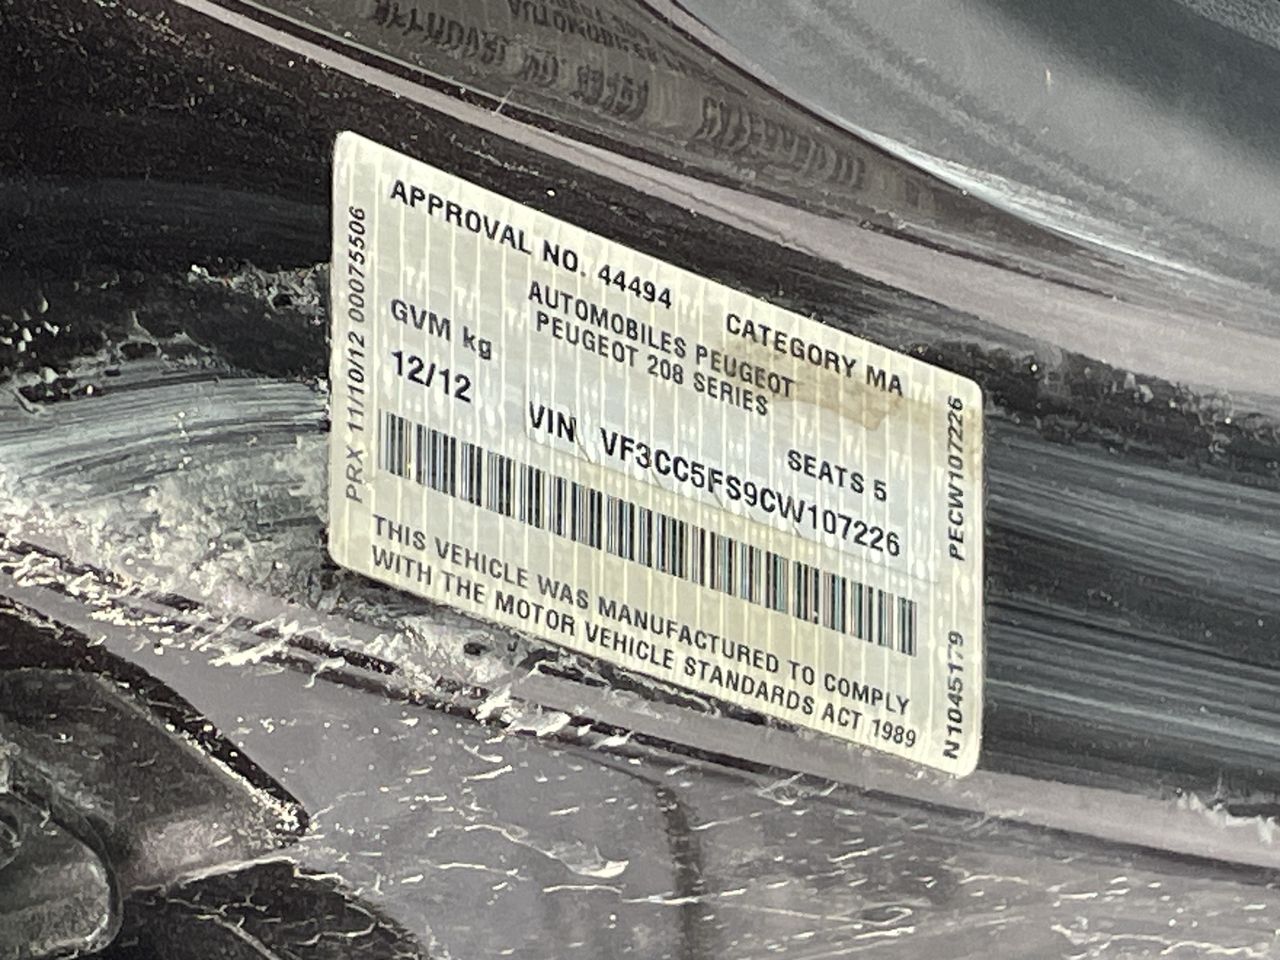 APPROVAL NO. 44494 CATEGORY MA
AUTOMOBILES PEUGEOT
PEUGEOT 208 SERIES
GVM kg
SEATS 5
12/12 VIN VF3CC5FS9CW107226
THIS VEHICLE WAS MANUFACTURED TO COMPLY
WITH THE MOTOR VEHICLE STANDARDS ACT 1989
PRX 11/10/12 00075506
N1045179 PECW107226